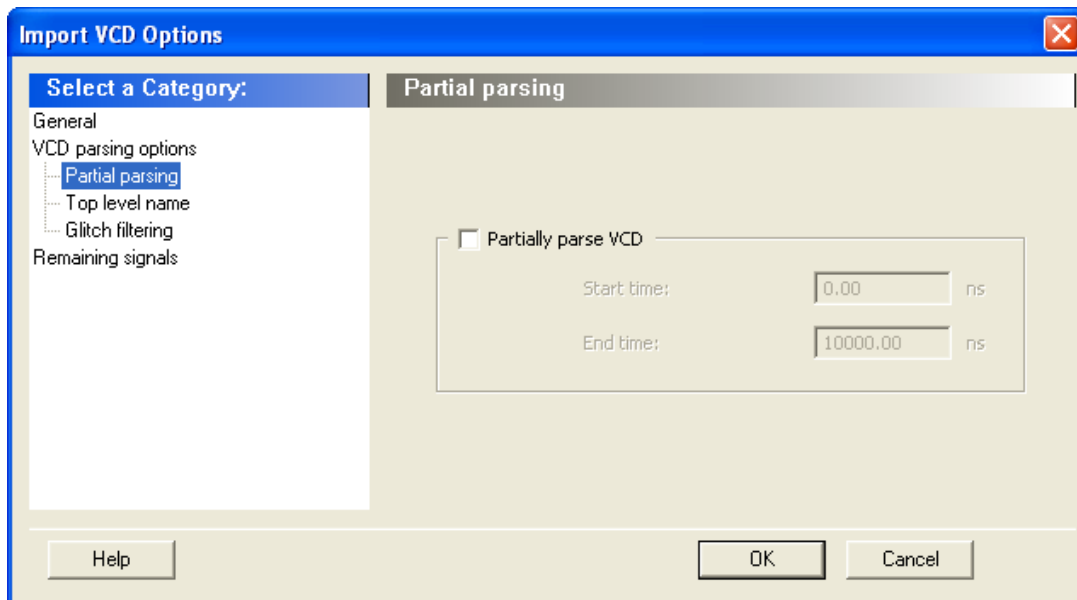 Import VCD Options
Select a Category:
General
VCD parsing options
Partial parsing
Top level name
Glitch filtering
Remaining signals
Partial parsing
Partially parse VCD
Start time: 0.00 ns
End time: 10000.00 ns
Help
OK
Cancel